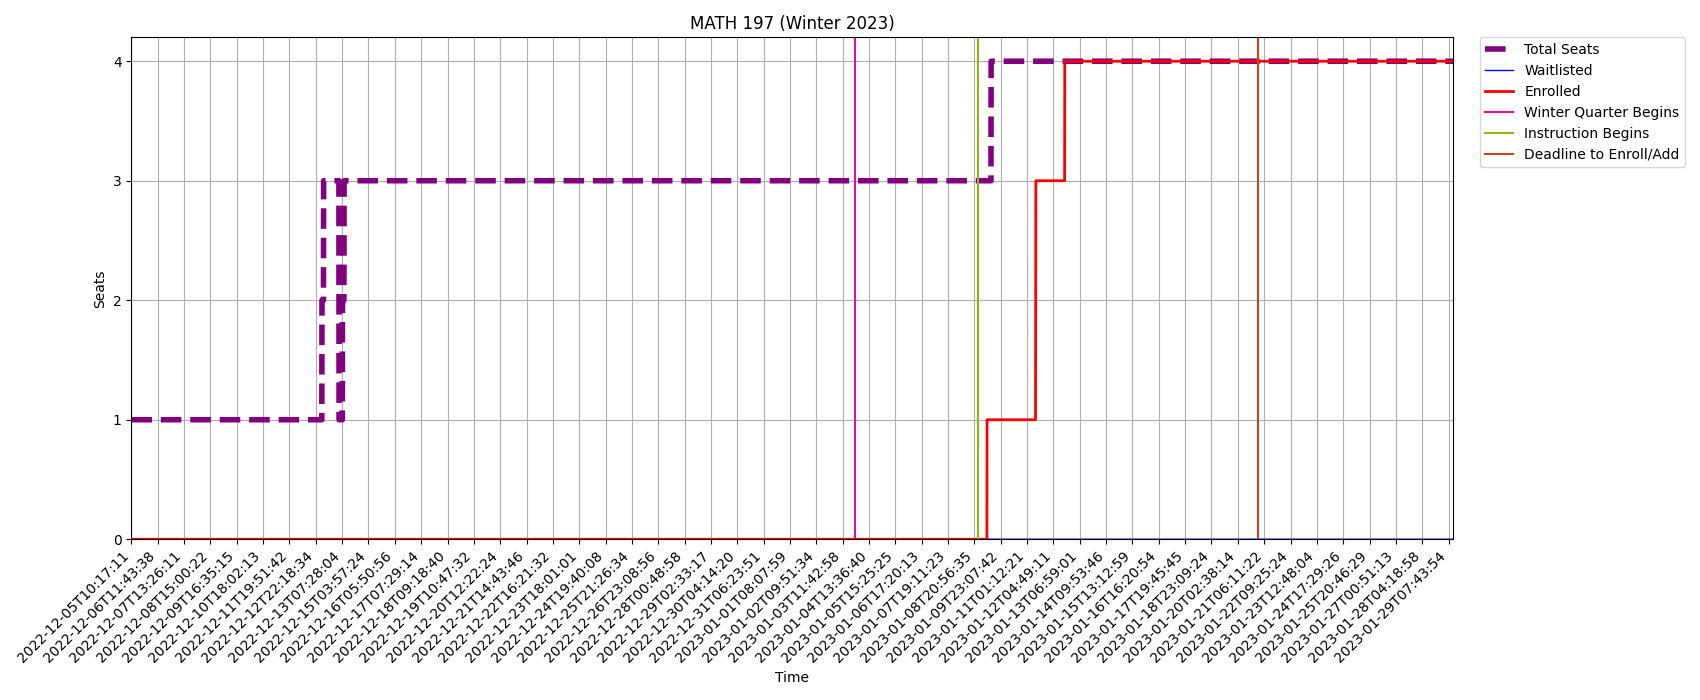 MATH 197 (Winter 2023)
Total Seats
Waitlisted
Enrolled
Winter Quarter Begins
Instruction Begins
Deadline to Enroll/Add
Seats
4
3
2
1
0
2022-12-05T10:17:11
2022-12-06T11:43:38
2022-12-07T13:26:11
2022-12-08T15:00:22
2022-12-09T16:35:15
2022-12-10T18:02:13
2022-12-11T19:51:42
2022-12-12T22:18:34
2022-12-13T07:28:04
2022-12-15T03:57:24
2022-12-16T05:50:56
2022-12-17T07:29:14
2022-12-18T09:18:40
2022-12-19T10:47:32
2022-12-20T12:22:24
2022-12-21T14:43:46
2022-12-22T16:21:32
2022-12-23T18:01:01
2022-12-24T19:40:08
2022-12-25T21:26:34
2022-12-26T23:08:56
2022-12-28T00:48:58
2022-12-29T02:33:17
2022-12-30T04:14:20
2022-12-31T06:23:51
2023-01-01T08:07:59
2023-01-02T09:51:34
2023-01-03T11:42:58
2023-01-04T13:36:40
2023-01-05T15:25:25
2023-01-06T17:20:13
2023-01-07T19:11:23
2023-01-08T20:56:35
2023-01-09T23:07:42
2023-01-11T01:12:21
2023-01-12T04:49:11
2023-01-13T06:59:01
2023-01-14T09:53:46
2023-01-15T13:12:59
2023-01-16T16:20:54
2023-01-17T19:45:45
2023-01-18T23:09:24
2023-01-20T02:38:14
2023-01-21T06:11:22
2023-01-22T09:25:24
2023-01-23T12:48:04
2023-01-24T17:29:26
2023-01-25T20:46:29
2023-01-27T00:51:13
2023-01-28T04:18:58
2023-01-29T07:43:54
Time